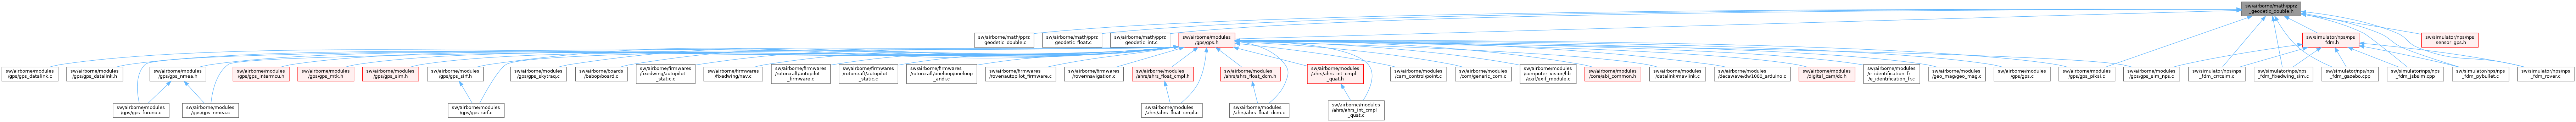 sw/airborne/math/pprz
_geodetic_double.h
sw/airborne/math/pprz
_geodetic_double.c
sw/airborne/math/pprz
_geodetic_float.c
sw/airborne/math/pprz
_geodetic_int.c
sw/airborne/modules
/gps/gps.h
sw/simulator/nps/nps
_fdm.h
sw/simulator/nps/nps
_sensor_gps.h
sw/airborne/modules
/gps/gps_datalink.c
sw/airborne/modules
/gps/gps_datalink.h
sw/airborne/modules
/gps/gps_nmea.h
sw/airborne/modules
/gps/gps_intermcu.h
sw/airborne/modules
/gps/gps_mtk.h
sw/airborne/modules
/gps/gps_sim.h
sw/airborne/modules
/gps/gps_sirf.h
sw/airborne/modules
/gps/gps_skytraq.c
sw/airborne/boards
/bebop/board.c
sw/airborne/firmwares
/fixedwing/autopilot
_static.c
sw/airborne/firmwares
/fixedwing/nav.c
sw/airborne/firmwares
/rotorcraft/autopilot
_firmware.c
sw/airborne/firmwares
/rotorcraft/autopilot
_static.c
sw/airborne/firmwares
/rotorcraft/oneloop/oneloop
_andi.c
sw/airborne/firmwares
/rover/autopilot_firmware.c
sw/airborne/firmwares
/rover/navigation.c
sw/airborne/modules
/ahrs/ahrs_float_cmpl.h
sw/airborne/modules
/ahrs/ahrs_float_dcm.h
sw/airborne/modules
/ahrs/ahrs_int_cmpl
_quat.h
sw/airborne/modules
/cam_control/point.c
sw/airborne/modules
/com/generic_com.c
sw/airborne/modules
/computer_vision/lib
/exif/exif_module.c
sw/airborne/modules
/core/abi_common.h
sw/airborne/modules
/datalink/mavlink.c
sw/airborne/modules
/decawave/dw1000_arduino.c
sw/airborne/modules
/digital_cam/dc.h
sw/airborne/modules
/e_identification_fr
/e_identification_fr.c
sw/airborne/modules
/geo_mag/geo_mag.c
sw/airborne/modules
/gps/gps.c
sw/airborne/modules
/gps/gps_piksi.c
sw/airborne/modules
/gps/gps_sim_nps.c
sw/simulator/nps/nps
_fdm_crrcsim.c
sw/simulator/nps/nps
_fdm_fixedwing_sim.c
sw/simulator/nps/nps
_fdm_gazebo.cpp
sw/simulator/nps/nps
_fdm_jsbsim.cpp
sw/simulator/nps/nps
_fdm_pybullet.c
sw/simulator/nps/nps
_fdm_rover.c
sw/airborne/modules
/gps/gps_furuno.c
sw/airborne/modules
/gps/gps_nmea.c
sw/airborne/modules
/gps/gps_sirf.c
sw/airborne/modules
/ahrs/ahrs_float_cmpl.c
sw/airborne/modules
/ahrs/ahrs_float_dcm.c
sw/airborne/modules
/ahrs/ahrs_int_cmpl
_quat.c